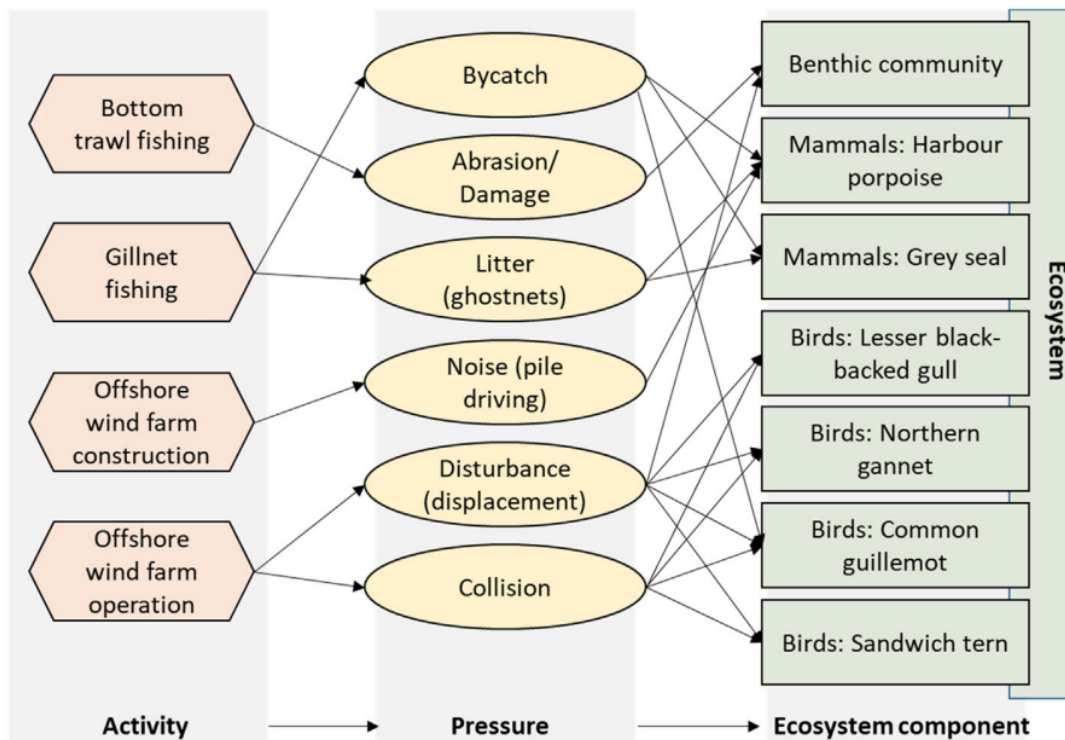 Bottom
trawl fishing
Gillnet
fishing
Offshore
wind farm
construction
Offshore
wind farm
operation
Bycatch
Abrasion/
Damage
Litter
(ghostnets)
Noise (pile
driving)
Disturbance
(displacement)
Collision
Benthic community
Mammals: Harbour
porpoise
Mammals: Grey seal
Birds: Lesser black-
backed gull
Birds: Northern
gannet
Birds: Common
guillemot
Birds: Sandwich tern
Ecosystem
Activity
Pressure
Ecosystem component